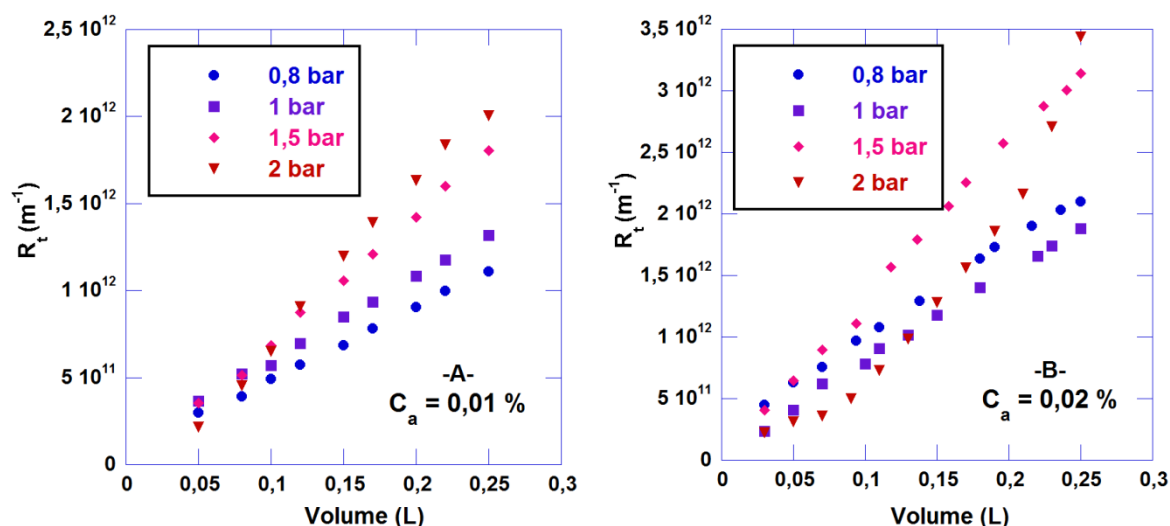 2,5 10¹²
2 10¹²
1,5 10¹²
1 10¹²
5 10¹¹
0
R_t (m⁻¹)
0,8 bar
1 bar
1,5 bar
2 bar
-A-
C_a = 0,01 %
0 0,05 0,1 0,15 0,2 0,25 0,3
Volume (L)
3,5 10¹²
3 10¹²
2,5 10¹²
2 10¹²
1,5 10¹²
1 10¹²
5 10¹¹
0
R_t (m⁻¹)
0,8 bar
1 bar
1,5 bar
2 bar
-B-
C_a = 0,02 %
0 0,05 0,1 0,15 0,2 0,25 0,3
Volume (L)